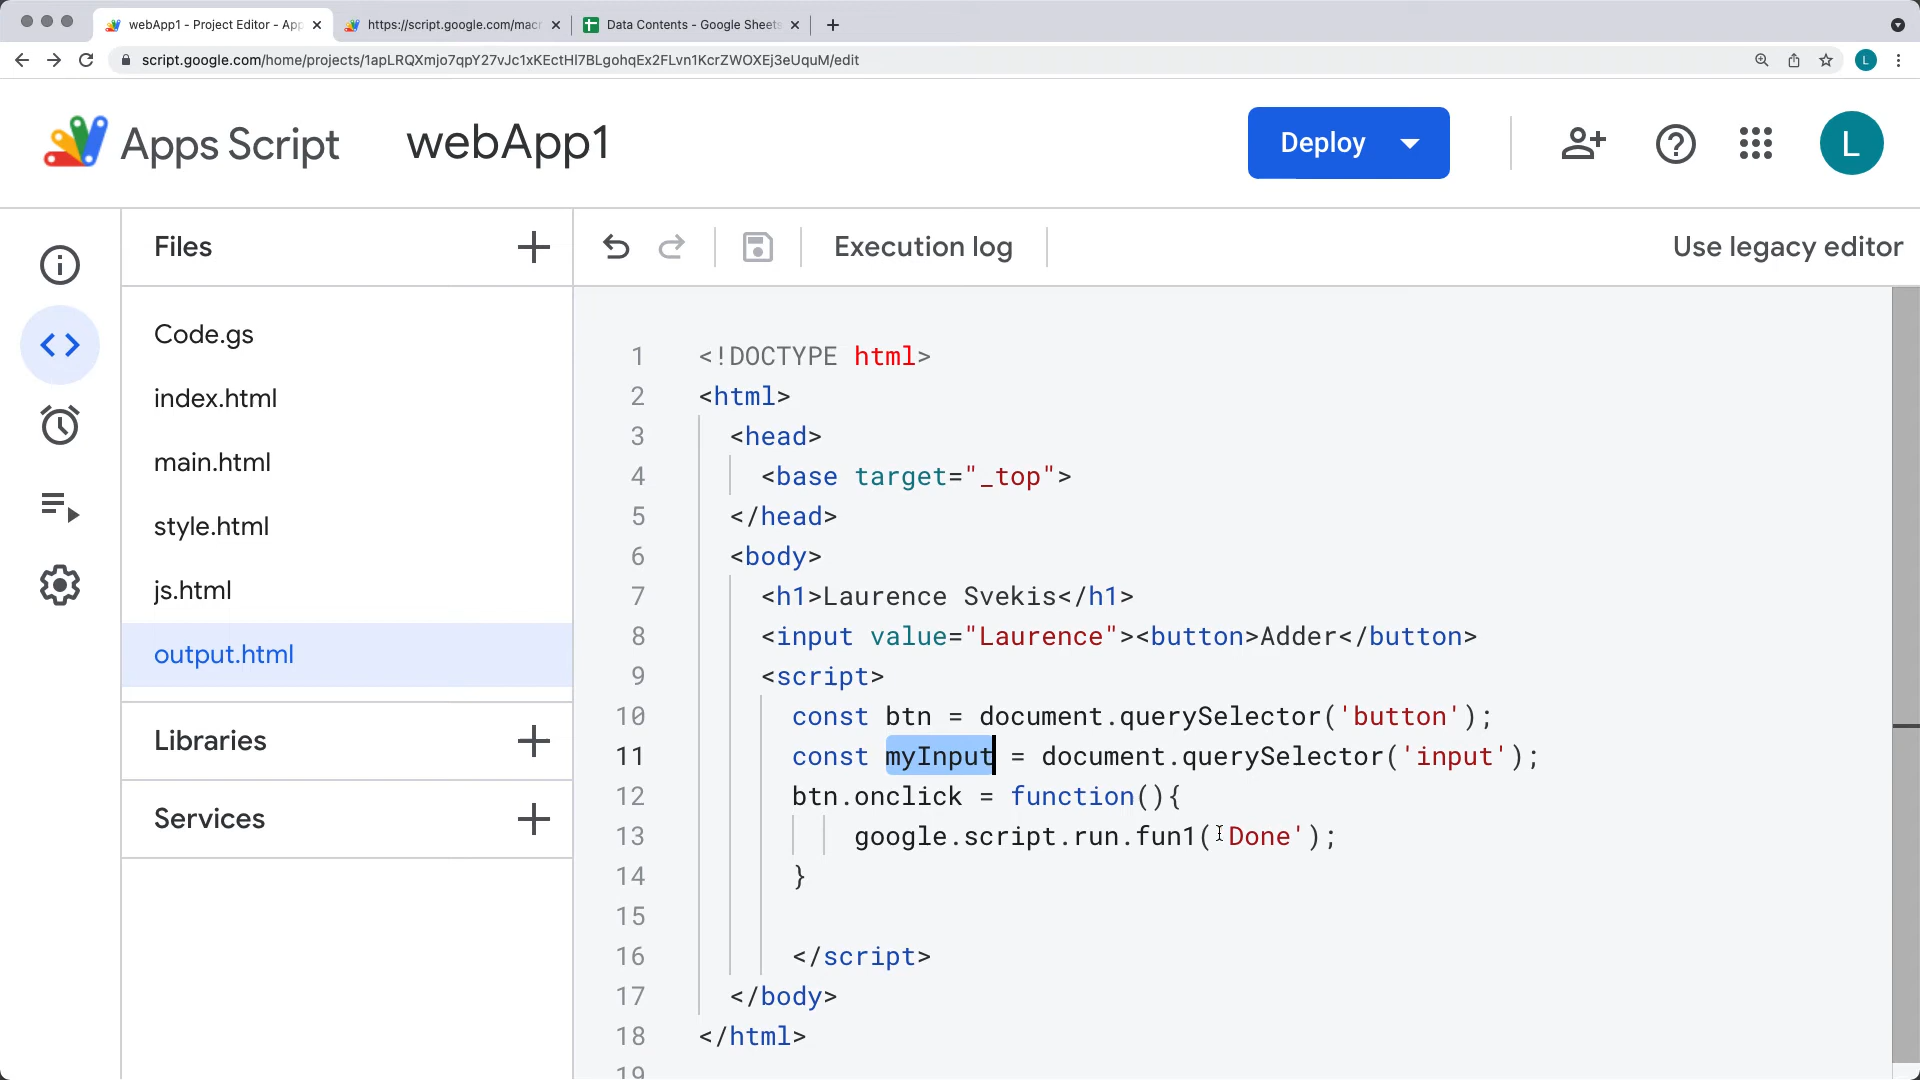 webApp1 - Project Editor - App
https://script.google.com/mac
Data Contents - Google Sheets
script.google.com/home/projects/1apLRQXmjo7qpY27vJc1xKEctHl7BLgohqEx2FLvn1KcrZWOXEj3eUquM/edit
L
Apps Script
webApp1
Deploy
L
Files
Execution log
Use legacy editor
Code.gs
index.html
main.html
style.html
js.html
output.html
Libraries
Services
1 <!DOCTYPE html>
2 <html>
3 <head>
4 <base target="_top">
5 </head>
6 <body>
7 <h1>Laurence Svekis</h1>
8 <input value="Laurence"><button>Adder</button>
9 <script>
10 const btn = document.querySelector('button');
11 const myInput = document.querySelector('input');
12 btn.onclick = function(){
13 google.script.run.fun1('Done');
14 }
15
16 </script>
17 </body>
18 </html>
19